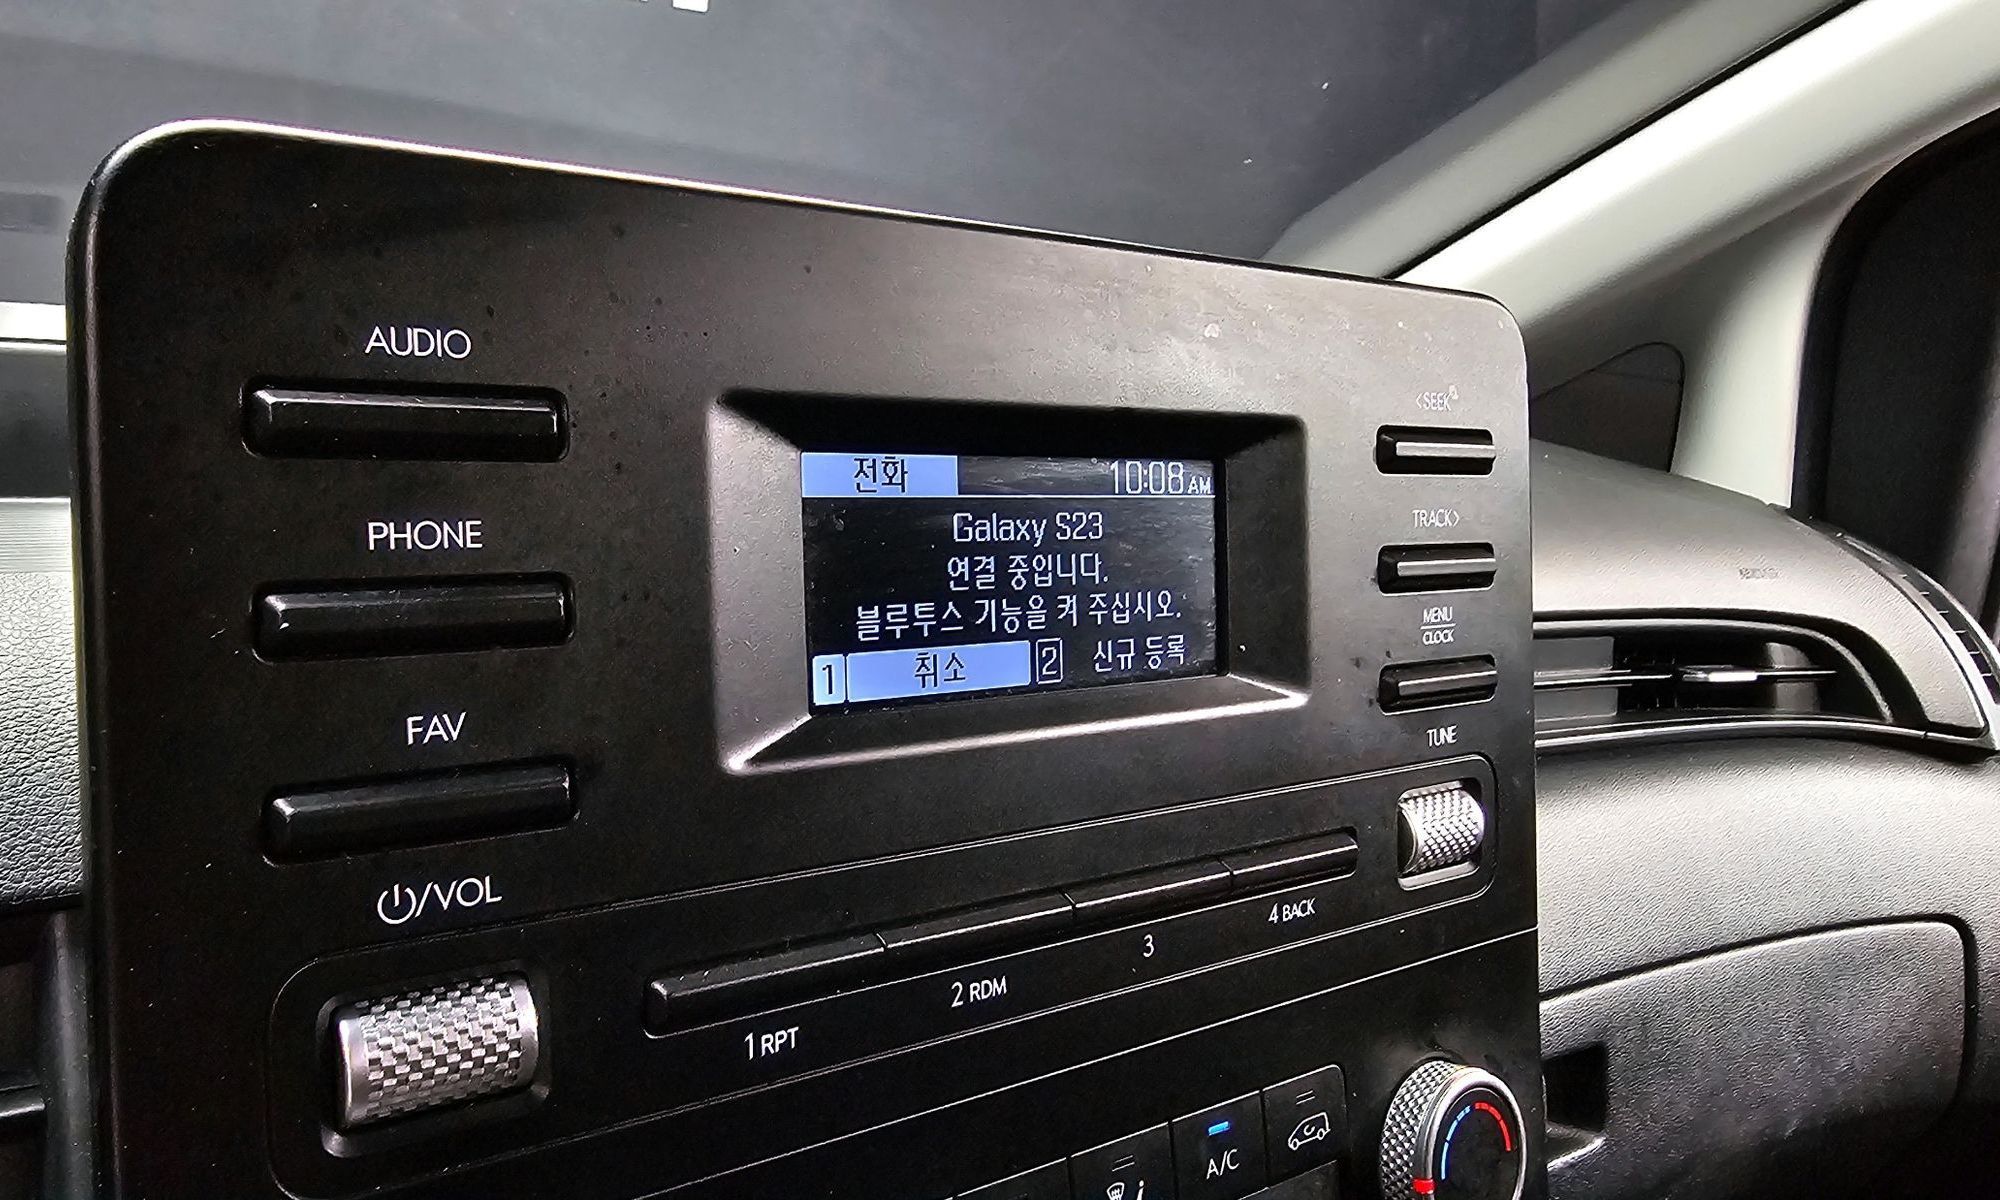 AUDIO
PHONE
FAV
/VOL
전화 10:08 AM
Galaxy S23
연결 중입니다.
블루투스 기능을 켜 주십시오.
1 취소 2 신규 등록
<SEEK
TRACK>
MENU
CLOCK
TUNE
1 RPT
2 RDM
3
4 BACK
A/C